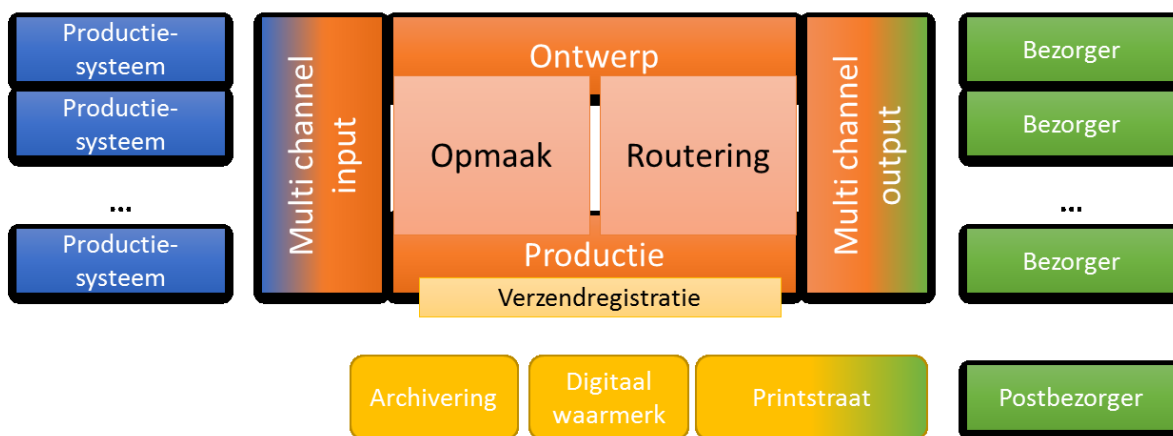 Productie-
systeem
Productie-
systeem
...
Productie-
systeem
Multi channel
input
Ontwerp
Opmaak
Routering
Productie
Verzendregistratie
Multi channel
output
Bezorger
Bezorger
...
Bezorger
Archivering
Digitaal
waarmerk
Printstraat
Postbezorger